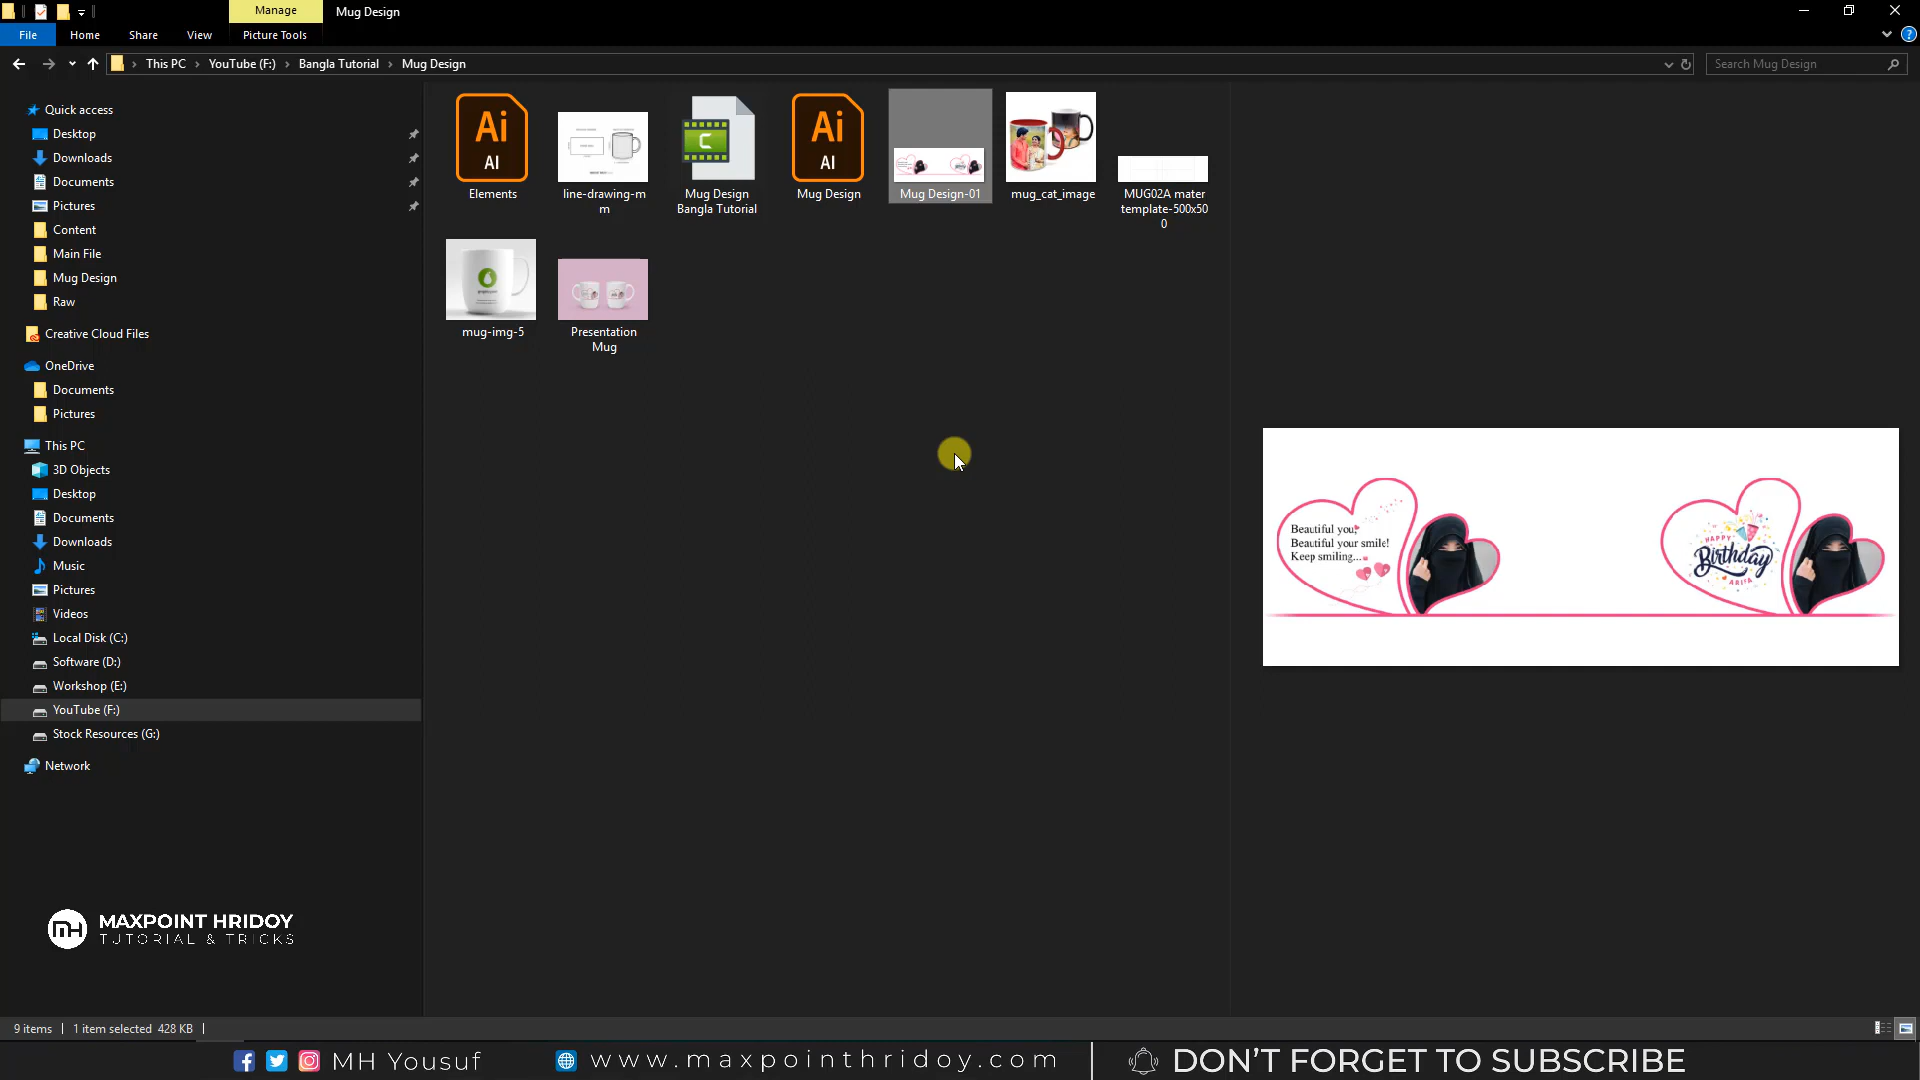 Manage
Mug Design
File
Home
Share
View
Picture Tools
This PC
YouTube (F:)
Bangla Tutorial
Mug Design
Search Mug Design
Quick access
Desktop
Downloads
Documents
Pictures
Content
Main File
Mug Design
Raw
Creative Cloud Files
OneDrive
Documents
Pictures
This PC
3D Objects
Desktop
Documents
Downloads
Music
Pictures
Videos
Local Disk (C:)
Software (D:)
Workshop (E:)
YouTube (F:)
Stock Resources (G:)
Network
Ai
AI
Elements
line-drawing-m
m
C
Mug Design
Bangla Tutorial
Ai
AI
Mug Design
Mug Design-01
mug_cat_image
MUG02A mater
template-500x50
0
mug-img-5
Presentation
Mug
Beautiful you,
Beautiful your smile!
Keep smiling...
HAPPY
Birthday
MH
MAXPOINT HRIDOY
TUTORIAL & TRICKS
9 items
1 item selected 428 KB
MH Yousuf
www.maxpointhridoy.com
DON'T FORGET TO SUBSCRIBE